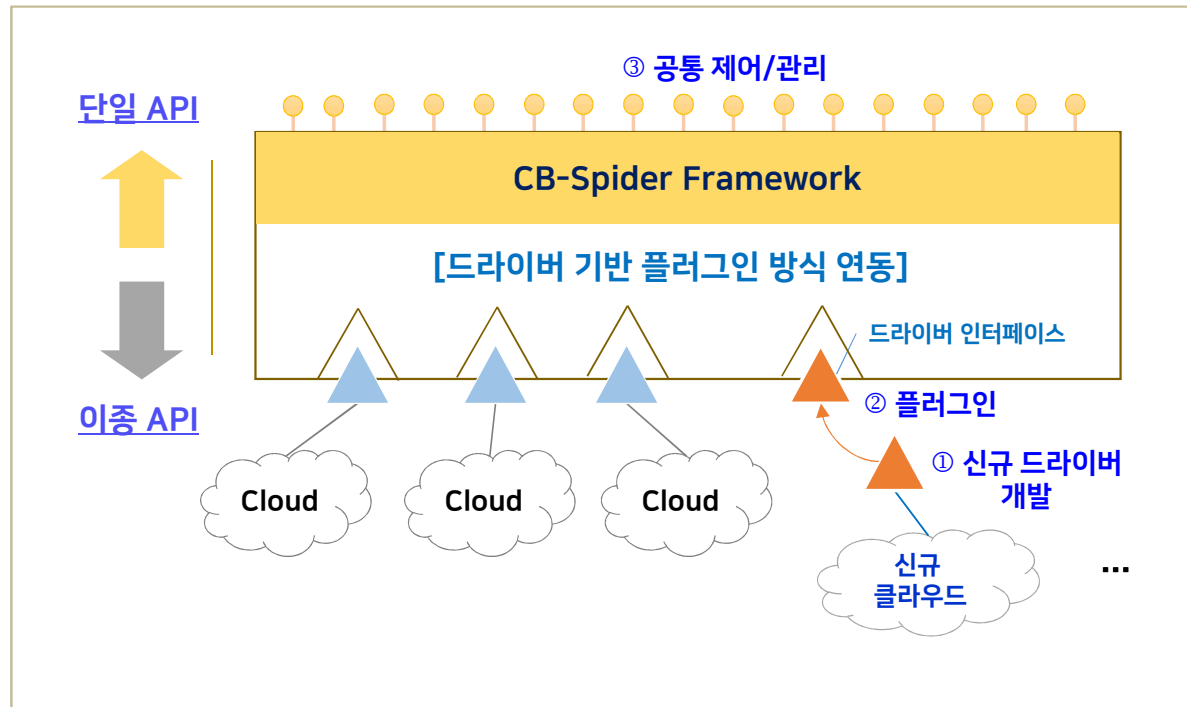 ③ 공통 제어/관리
단일 API
CB-Spider Framework
[드라이버 기반 플러그인 방식 연동]
드라이버 인터페이스
이종 API
② 플러그인
① 신규 드라이버
개발
Cloud
Cloud
Cloud
신규
클라우드
...